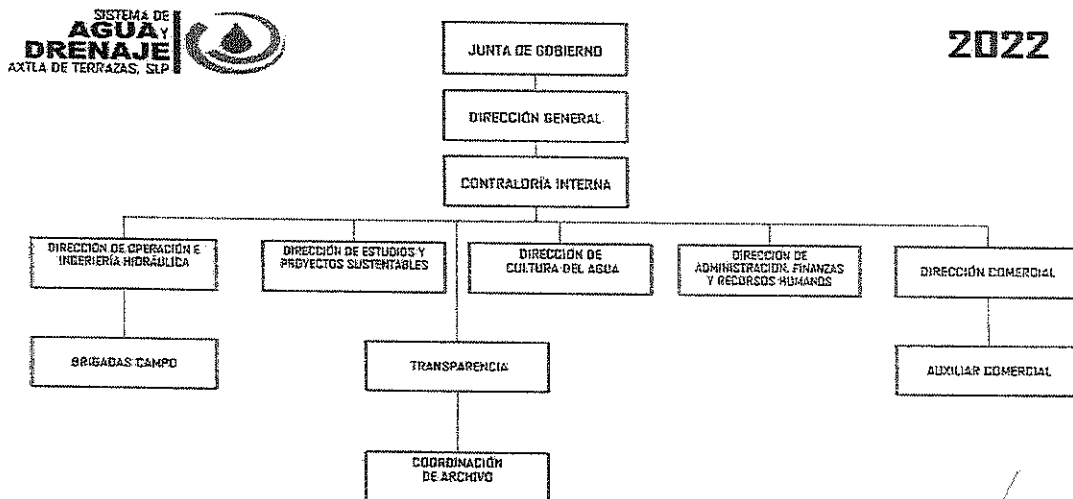 SISTEMA DE
AGUA Y
DRENAJE
AXTLA DE TERRAZAS, SLP
2022
JUNTA DE GOBIERNO
DIRECCIÓN GENERAL
CONTRALORÍA INTERNA
DIRECCIÓN DE OPERACIÓN E
INGERIERÍA HIDRÁULICA
DIRECCIÓN DE ESTUDIOS Y
PROYECTOS SUSTENTABLES
DIRECCIÓN DE
CULTURA DEL AGUA
DIRECCIÓN DE
ADMINISTRACIÓN, FINANZAS
Y RECURSOS HUMANOS
DIRECCIÓN COMERCIAL
BRIGADAS CAMPO
TRANSPARENCIA
AUXILIAR COMERCIAL
COORDINACIÓN
DE ARCHIVO